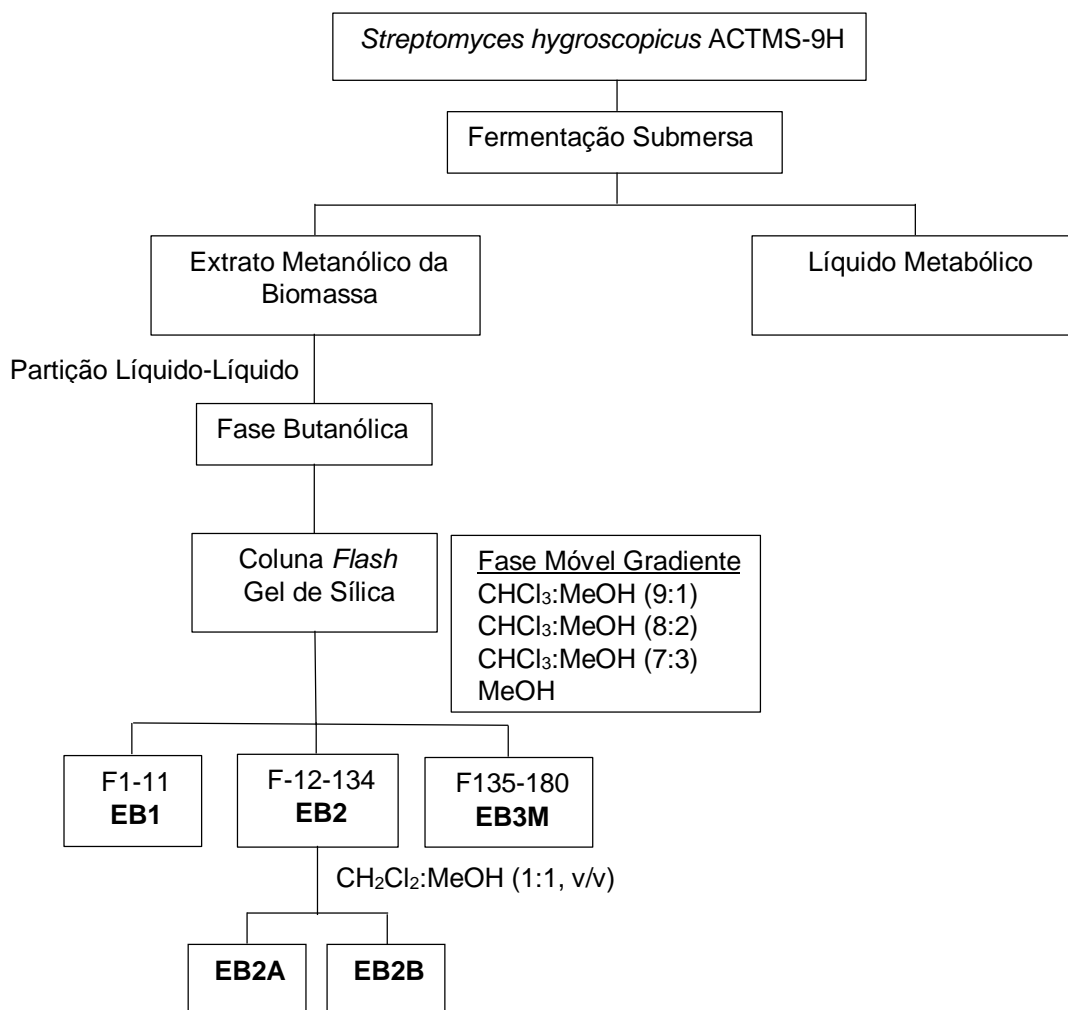 Streptomyces hygroscopicus ACTMS-9H
Fermentação Submersa
Extrato Metanólico da
Biomassa
Líquido Metabólico
Partição Líquido-Líquido
Fase Butanólica
Coluna Flash
Gel de Sílica
Fase Móvel Gradiente
CHCl₃:MeOH (9:1)
CHCl₃:MeOH (8:2)
CHCl₃:MeOH (7:3)
MeOH
F1-11
EB1
F-12-134
EB2
F135-180
EB3M
CH₂Cl₂:MeOH (1:1, v/v)
EB2A
EB2B